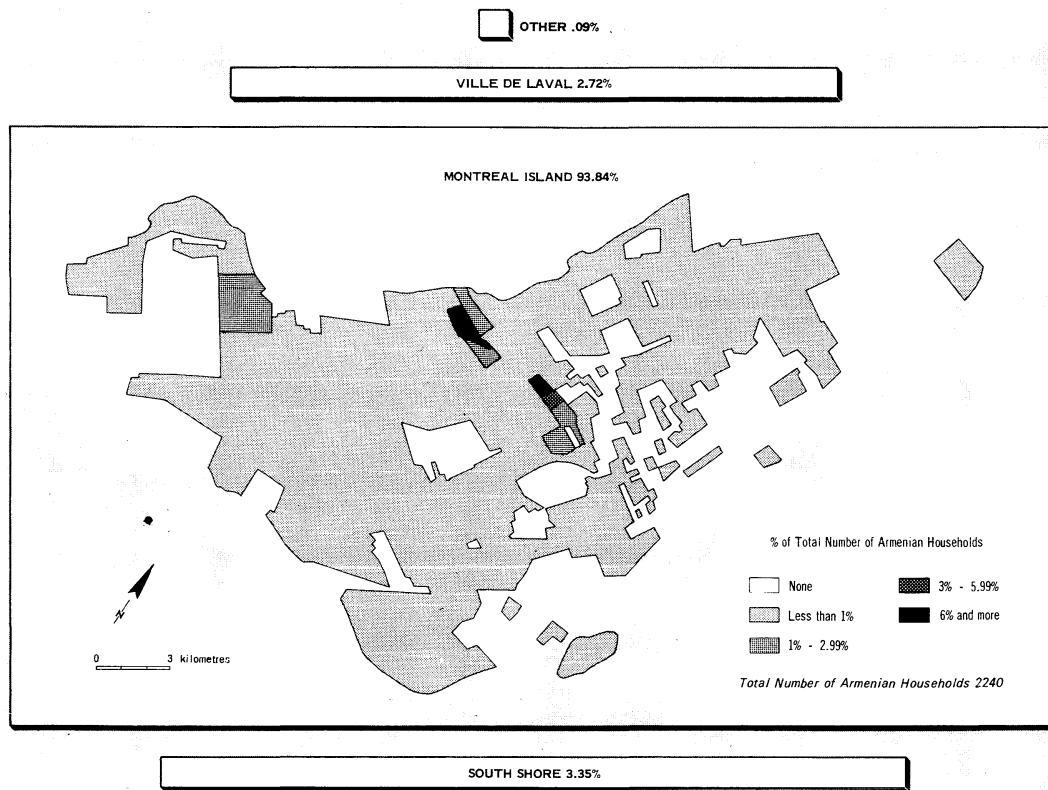 OTHER .09%
VILLE DE LAVAL 2.72%
MONTREAL ISLAND 93.84%
% of Total Number of Armenian Households
None
Less than 1%
1% - 2.99%
3% - 5.99%
6% and more
Total Number of Armenian Households 2240
N
0 3 kilometres
SOUTH SHORE 3.35%